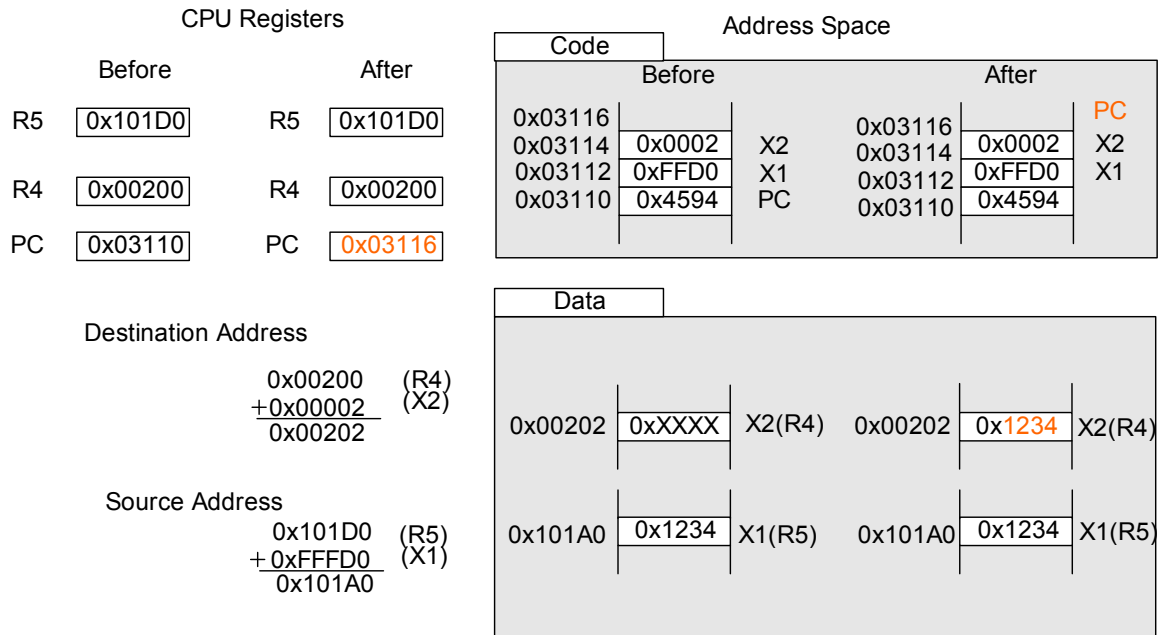 CPU Registers
Before After
R5 0x101D0 R5 0x101D0
R4 0x00200 R4 0x00200
PC 0x03110 PC 0x03116
Address Space
Code
Before After
0x03116 0x03116 PC
0x03114 0x0002 X2 0x03114 0x0002 X2
0x03112 0xFFD0 X1 0x03112 0xFFD0 X1
0x03110 0x4594 PC 0x03110 0x4594
Destination Address
0x00200 (R4)
+0x00002 (X2)
0x00202
Source Address
0x101D0 (R5)
+0xFFFD0 (X1)
0x101A0
Data
0x00202 0xXXXX X2(R4) 0x00202 0x1234 X2(R4)
0x101A0 0x1234 X1(R5) 0x101A0 0x1234 X1(R5)